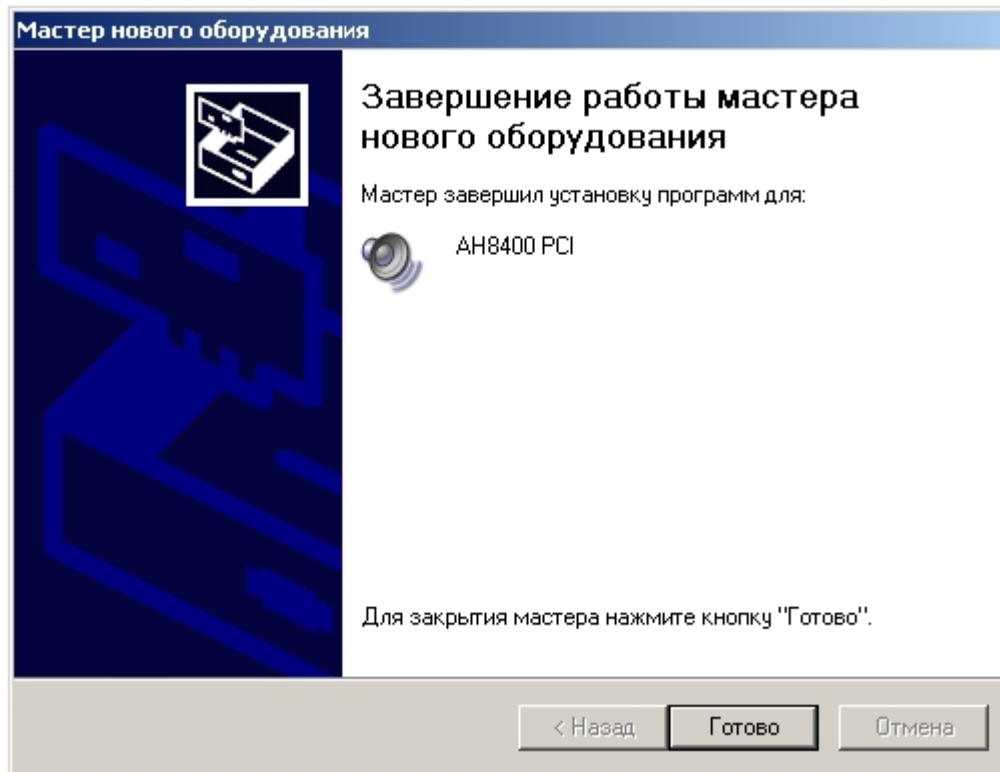 Мастер нового оборудования
Завершение работы мастера
нового оборудования
Мастер завершил установку программ для:
AH8400 PCI
Для закрытия мастера нажмите кнопку "Готово".
< Назад
Готово
Отмена